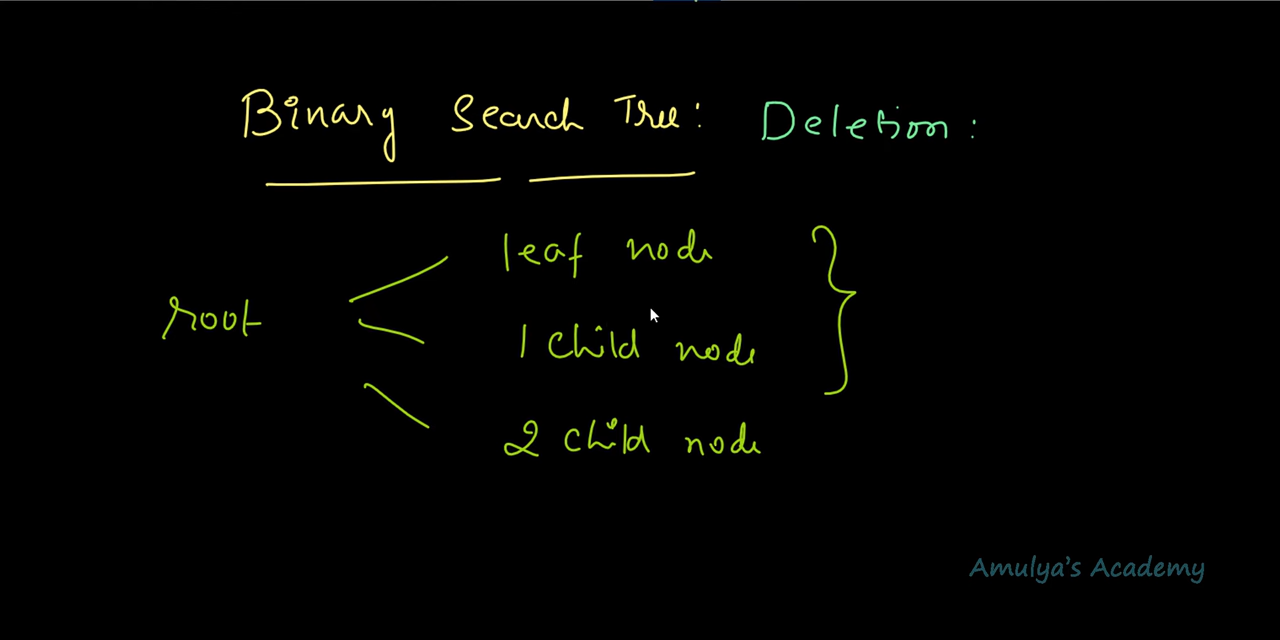 Binary Search Tree: Deletion:
leaf node
root
1 child node
2 child node
Amulya's Academy